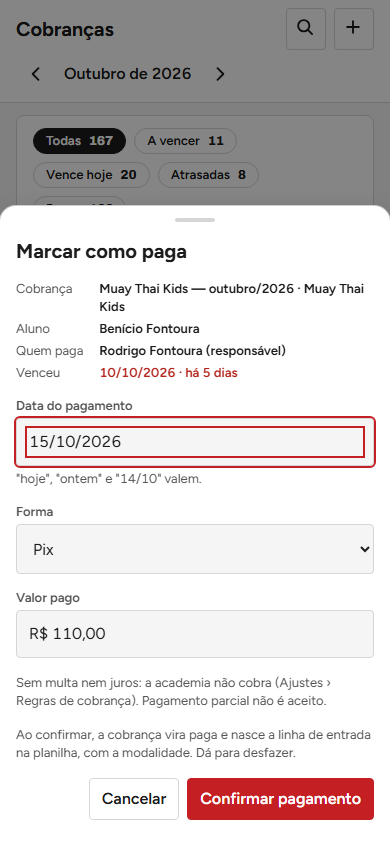 Cobranças
Outubro de 2026
Todas 167
A vencer 11
Vence hoje 20
Atrasadas 8
Marcar como paga
Cobrança Muay Thai Kids — outubro/2026 · Muay Thai
Kids
Aluno Benício Fontoura
Quem paga Rodrigo Fontoura (responsável)
Venceu 10/10/2026 · há 5 dias
Data do pagamento
15/10/2026
"hoje", "ontem" e "14/10" valem.
Forma
Pix
Valor pago
R$ 110,00
Sem multa nem juros: a academia não cobra (Ajustes ›
Regras de cobrança). Pagamento parcial não é aceito.
Ao confirmar, a cobrança vira paga e nasce a linha de entrada
na planilha, com a modalidade. Dá para desfazer.
Cancelar
Confirmar pagamento